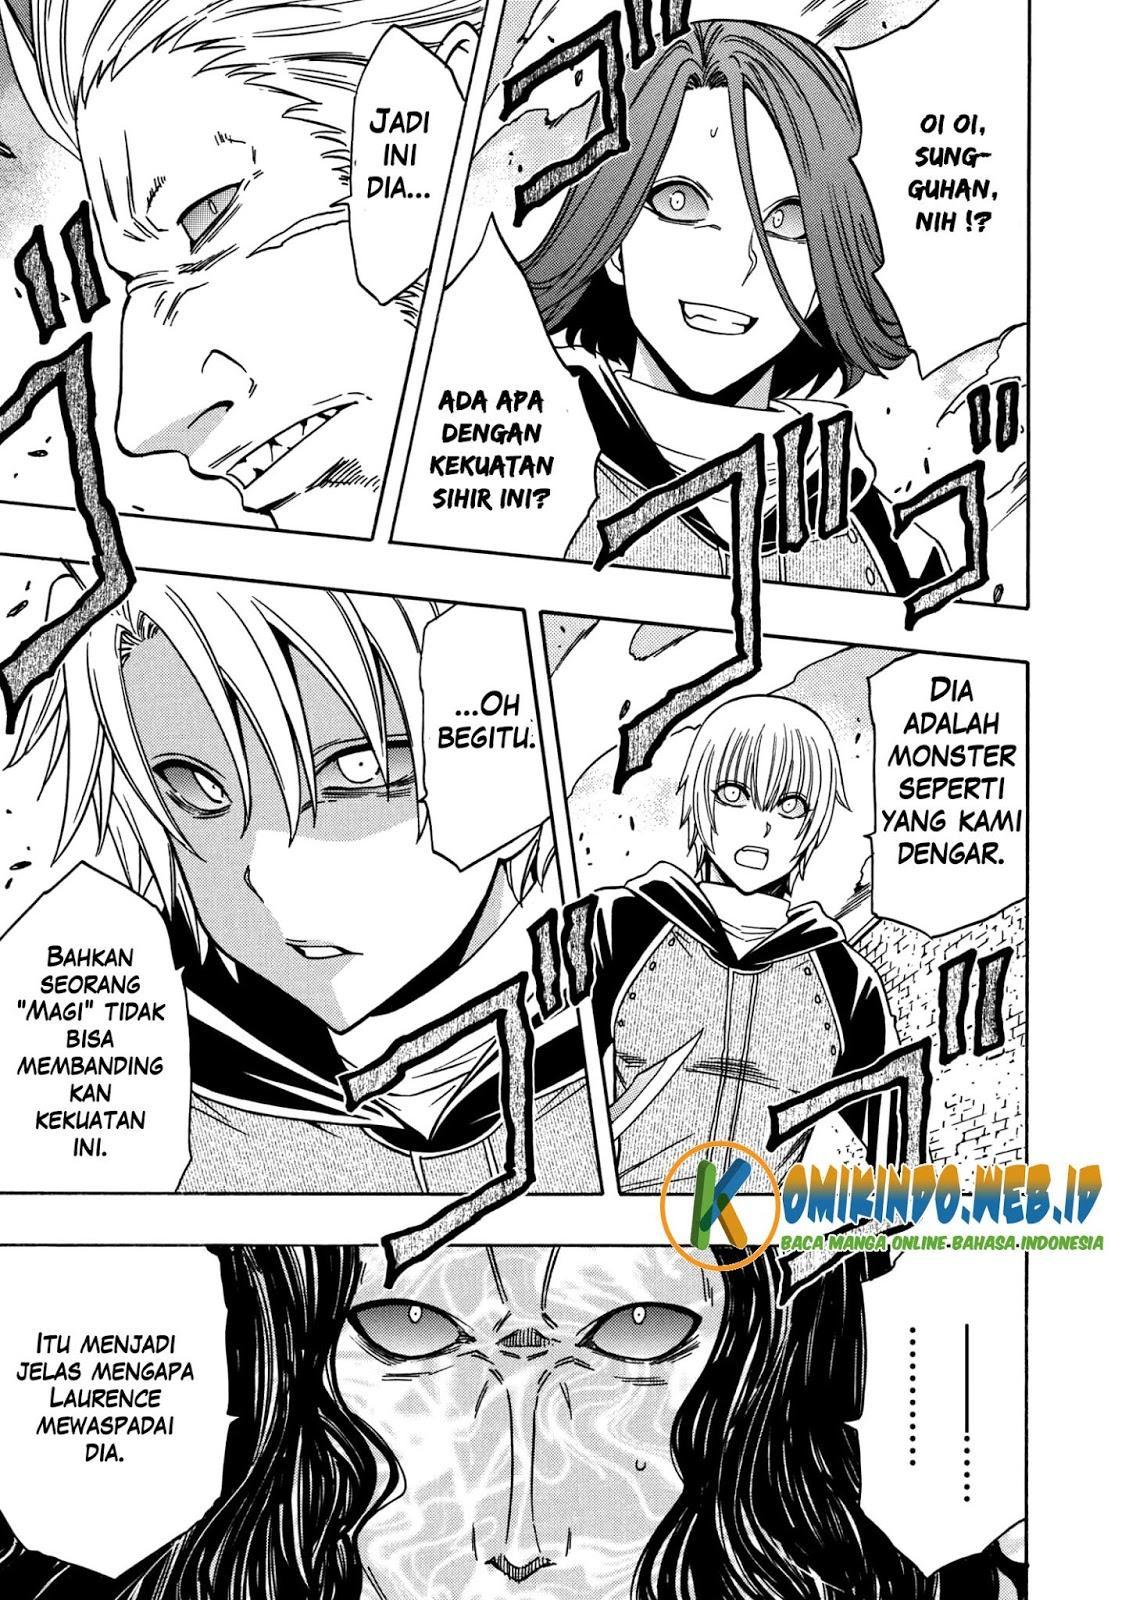 OI OI,
SUNG-
GUHAN,
NIH !?
ADA APA
DENGAN
KEKUATAN
SIHIR INI?
JADI
INI
DIA...
DIA
ADALAH
MONSTER
SEPERTI
YANG KAMI
DENGAR.
...OH
BEGITU.
BAHKAN
SEORANG
"MAGI" TIDAK
BISA
MEMBANDING
KAN
KEKUATAN
INI.
KOMIKINDO.WEB.ID
BACA MANGA ONLINE BAHASA INDONESIA
ITU MENJADI
JELAS MENGAPA
LAURENCE
MEWASPADAI
DIA.